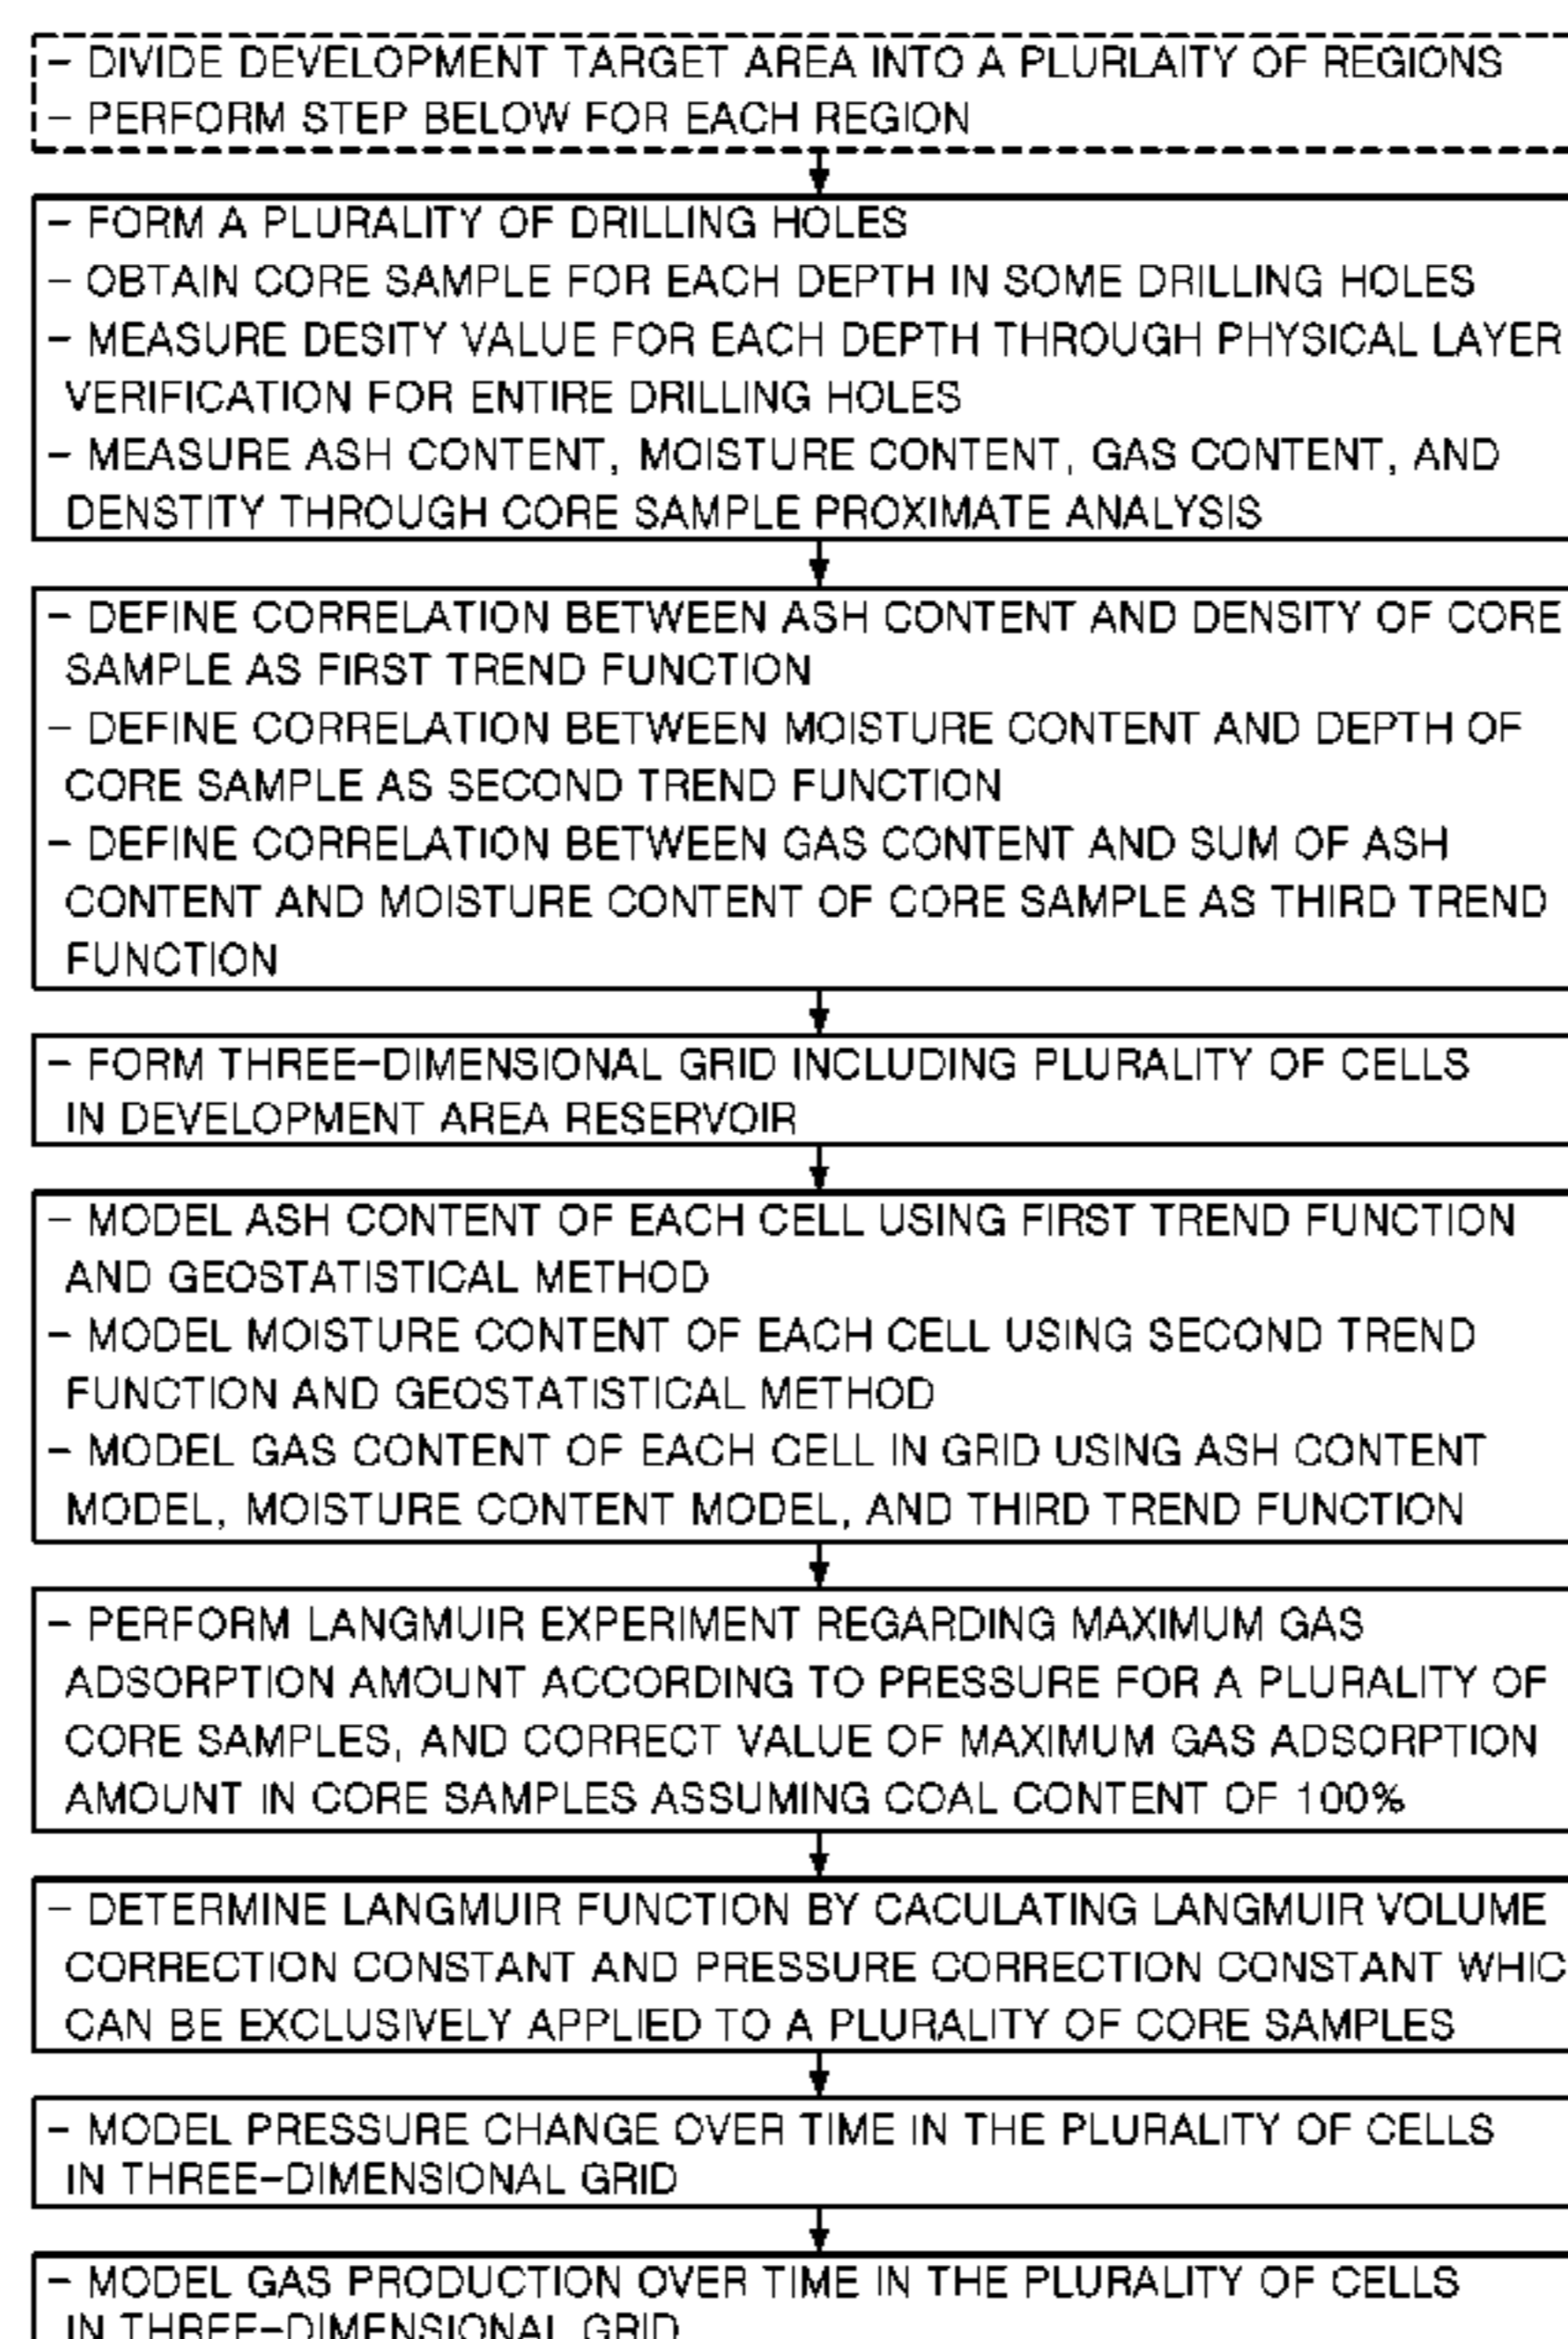 - DIVIDE DEVELOPMENT TARGET AREA INTO A PLURLAITY OF REGIONS
- PERFORM STEP BELOW FOR EACH REGION
- FORM A PLURALITY OF DRILLING HOLES
- OBTAIN CORE SAMPLE FOR EACH DEPTH IN SOME DRILLING HOLES
- MEASURE DESITY VALUE FOR EACH DEPTH THROUGH PHYSICAL LAYER
VERIFICATION FOR ENTIRE DRILLING HOLES
- MEASURE ASH CONTENT, MOISTURE CONTENT, GAS CONTENT, AND
DENSTITY THROUGH CORE SAMPLE PROXIMATE ANALYSIS
- DEFINE CORRELATION BETWEEN ASH CONTENT AND DENSITY OF CORE
SAMPLE AS FIRST TREND FUNCTION
- DEFINE CORRELATION BETWEEN MOISTURE CONTENT AND DEPTH OF
CORE SAMPLE AS SECOND TREND FUNCTION
- DEFINE CORRELATION BETWEEN GAS CONTENT AND SUM OF ASH
CONTENT AND MOISTURE CONTENT OF CORE SAMPLE AS THIRD TREND
FUNCTION
- FORM THREE-DIMENSIONAL GRID INCLUDING PLURALITY OF CELLS
IN DEVELOPMENT AREA RESERVOIR
- MODEL ASH CONTENT OF EACH CELL USING FIRST TREND FUNCTION
AND GEOSTATISTICAL METHOD
- MODEL MOISTURE CONTENT OF EACH CELL USING SECOND TREND
FUNCTION AND GEOSTATISTICAL METHOD
- MODEL GAS CONTENT OF EACH CELL IN GRID USING ASH CONTENT
MODEL, MOISTURE CONTENT MODEL, AND THIRD TREND FUNCTION
- PERFORM LANGMUIR EXPERIMENT REGARDING MAXIMUM GAS
ADSORPTION AMOUNT ACCORDING TO PRESSURE FOR A PLURALITY OF
CORE SAMPLES, AND CORRECT VALUE OF MAXIMUM GAS ADSORPTION
AMOUNT IN CORE SAMPLES ASSUMING COAL CONTENT OF 100%
- DETERMINE LANGMUIR FUNCTION BY CACULATING LANGMUIR VOLUME
CORRECTION CONSTANT AND PRESSURE CORRECTION CONSTANT WHIC
CAN BE EXCLUSIVELY APPLIED TO A PLURALITY OF CORE SAMPLES
- MODEL PRESSURE CHANGE OVER TIME IN THE PLURALITY OF CELLS
IN THREE-DIMENSIONAL GRID
- MODEL GAS PRODUCTION OVER TIME IN THE PLURALITY OF CELLS
IN THREE-DIMENSIONAL GRID